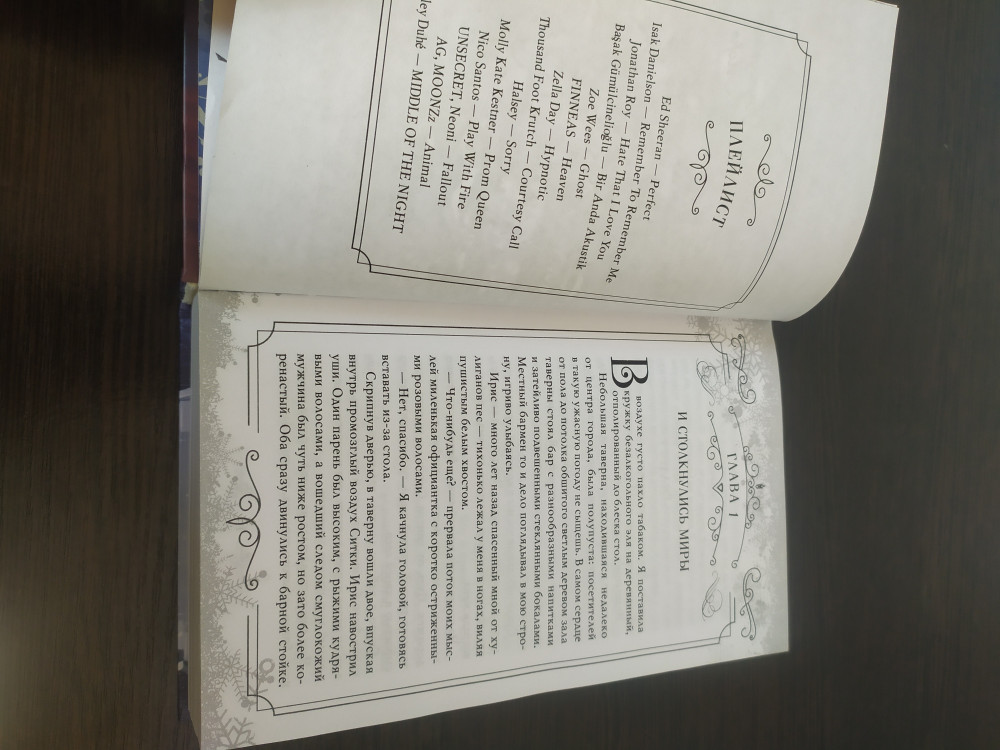 ПЛЕЙЛИСТ
Ed Sheeran — Perfect
Isak Danielson — Remember To Remember Me
Jonathan Roy — Hate That I Love You
Başak Gümülcinelioğlu — Bir Anda Akustik
Zoe Wees — Ghost
FINNEAS — Heaven
Zella Day — Hypnotic
Thousand Foot Krutch — Courtesy Call
Halsey — Sorry
Molly Kate Kestner — Prom Queen
Nico Santos — Play With Fire
UNSECRET, Neoni — Fallout
AG, MOONZz — Animal
ley Duhé — MIDDLE OF THE NIGHT
ГЛАВА 1
И СТОЛКНУЛИСЬ МИРЫ
В воздухе густо пахло табаком. Я поставила
кружку безалкогольного эля на деревянный,
отполированный до блеска стол.
Небольшая таверна, находившаяся недалеко
от центра города, была полупуста: посетителей
в такую ужасную погоду не сыщешь. В самом сердце
от пола до потолка обшитого светлым деревом зала
таверны стоял бар с разнообразными напитками
и затейливо подвешенными стеклянными бокалами.
Местный бармен то и дело поглядывал в мою сторо-
ну, игриво улыбаясь.
Ирис — много лет назад спасенный мной от ху-
лиганов пес — тихонько лежал у меня в ногах, виляя
пушистым белым хвостом.
— Что-нибудь еще? — прервала поток моих мыс-
лей миленькая официантка с коротко остриженны-
ми розовыми волосами.
— Нет, спасибо. — Я качнула головой, готовясь
вставать из-за стола.
Скрипнув дверью, в таверну вошли двое, впуская
внутрь промозглый воздух Ситки. Ирис навострил
уши. Один парень был высоким, с рыжими кудря-
выми волосами, а вошедший следом смуглокожий
мужчина был чуть ниже ростом, но зато более ко-
ренастый. Оба сразу двинулись к барной стойке.